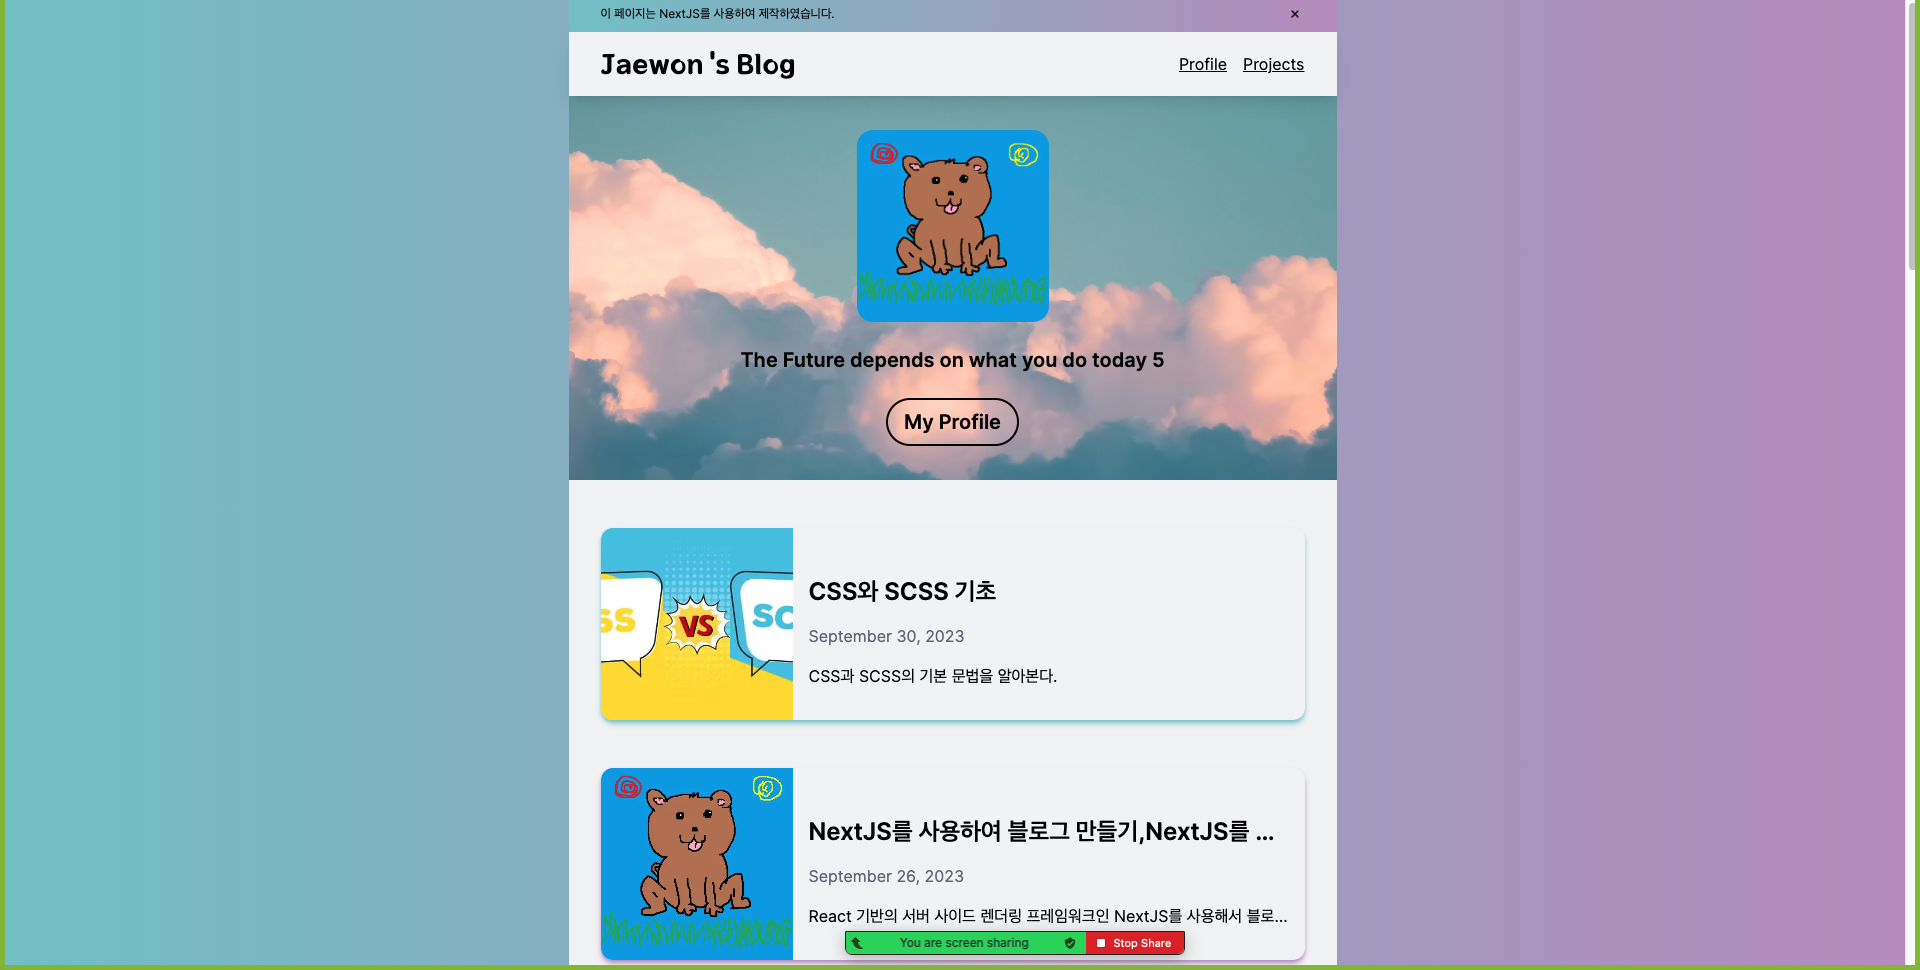 이 페이지는 NextJS를 사용하여 제작하였습니다.
Jaewon 's Blog
Profile Projects
The Future depends on what you do today 5
My Profile
SS
VS
SC
CSS와 SCSS 기초
September 30, 2023
CSS과 SCSS의 기본 문법을 알아본다.
NextJS를 사용하여 블로그 만들기,NextJS를 ...
September 26, 2023
React 기반의 서버 사이드 렌더링 프레임워크인 NextJS를 사용해서 블로...
You are screen sharing
Stop Share